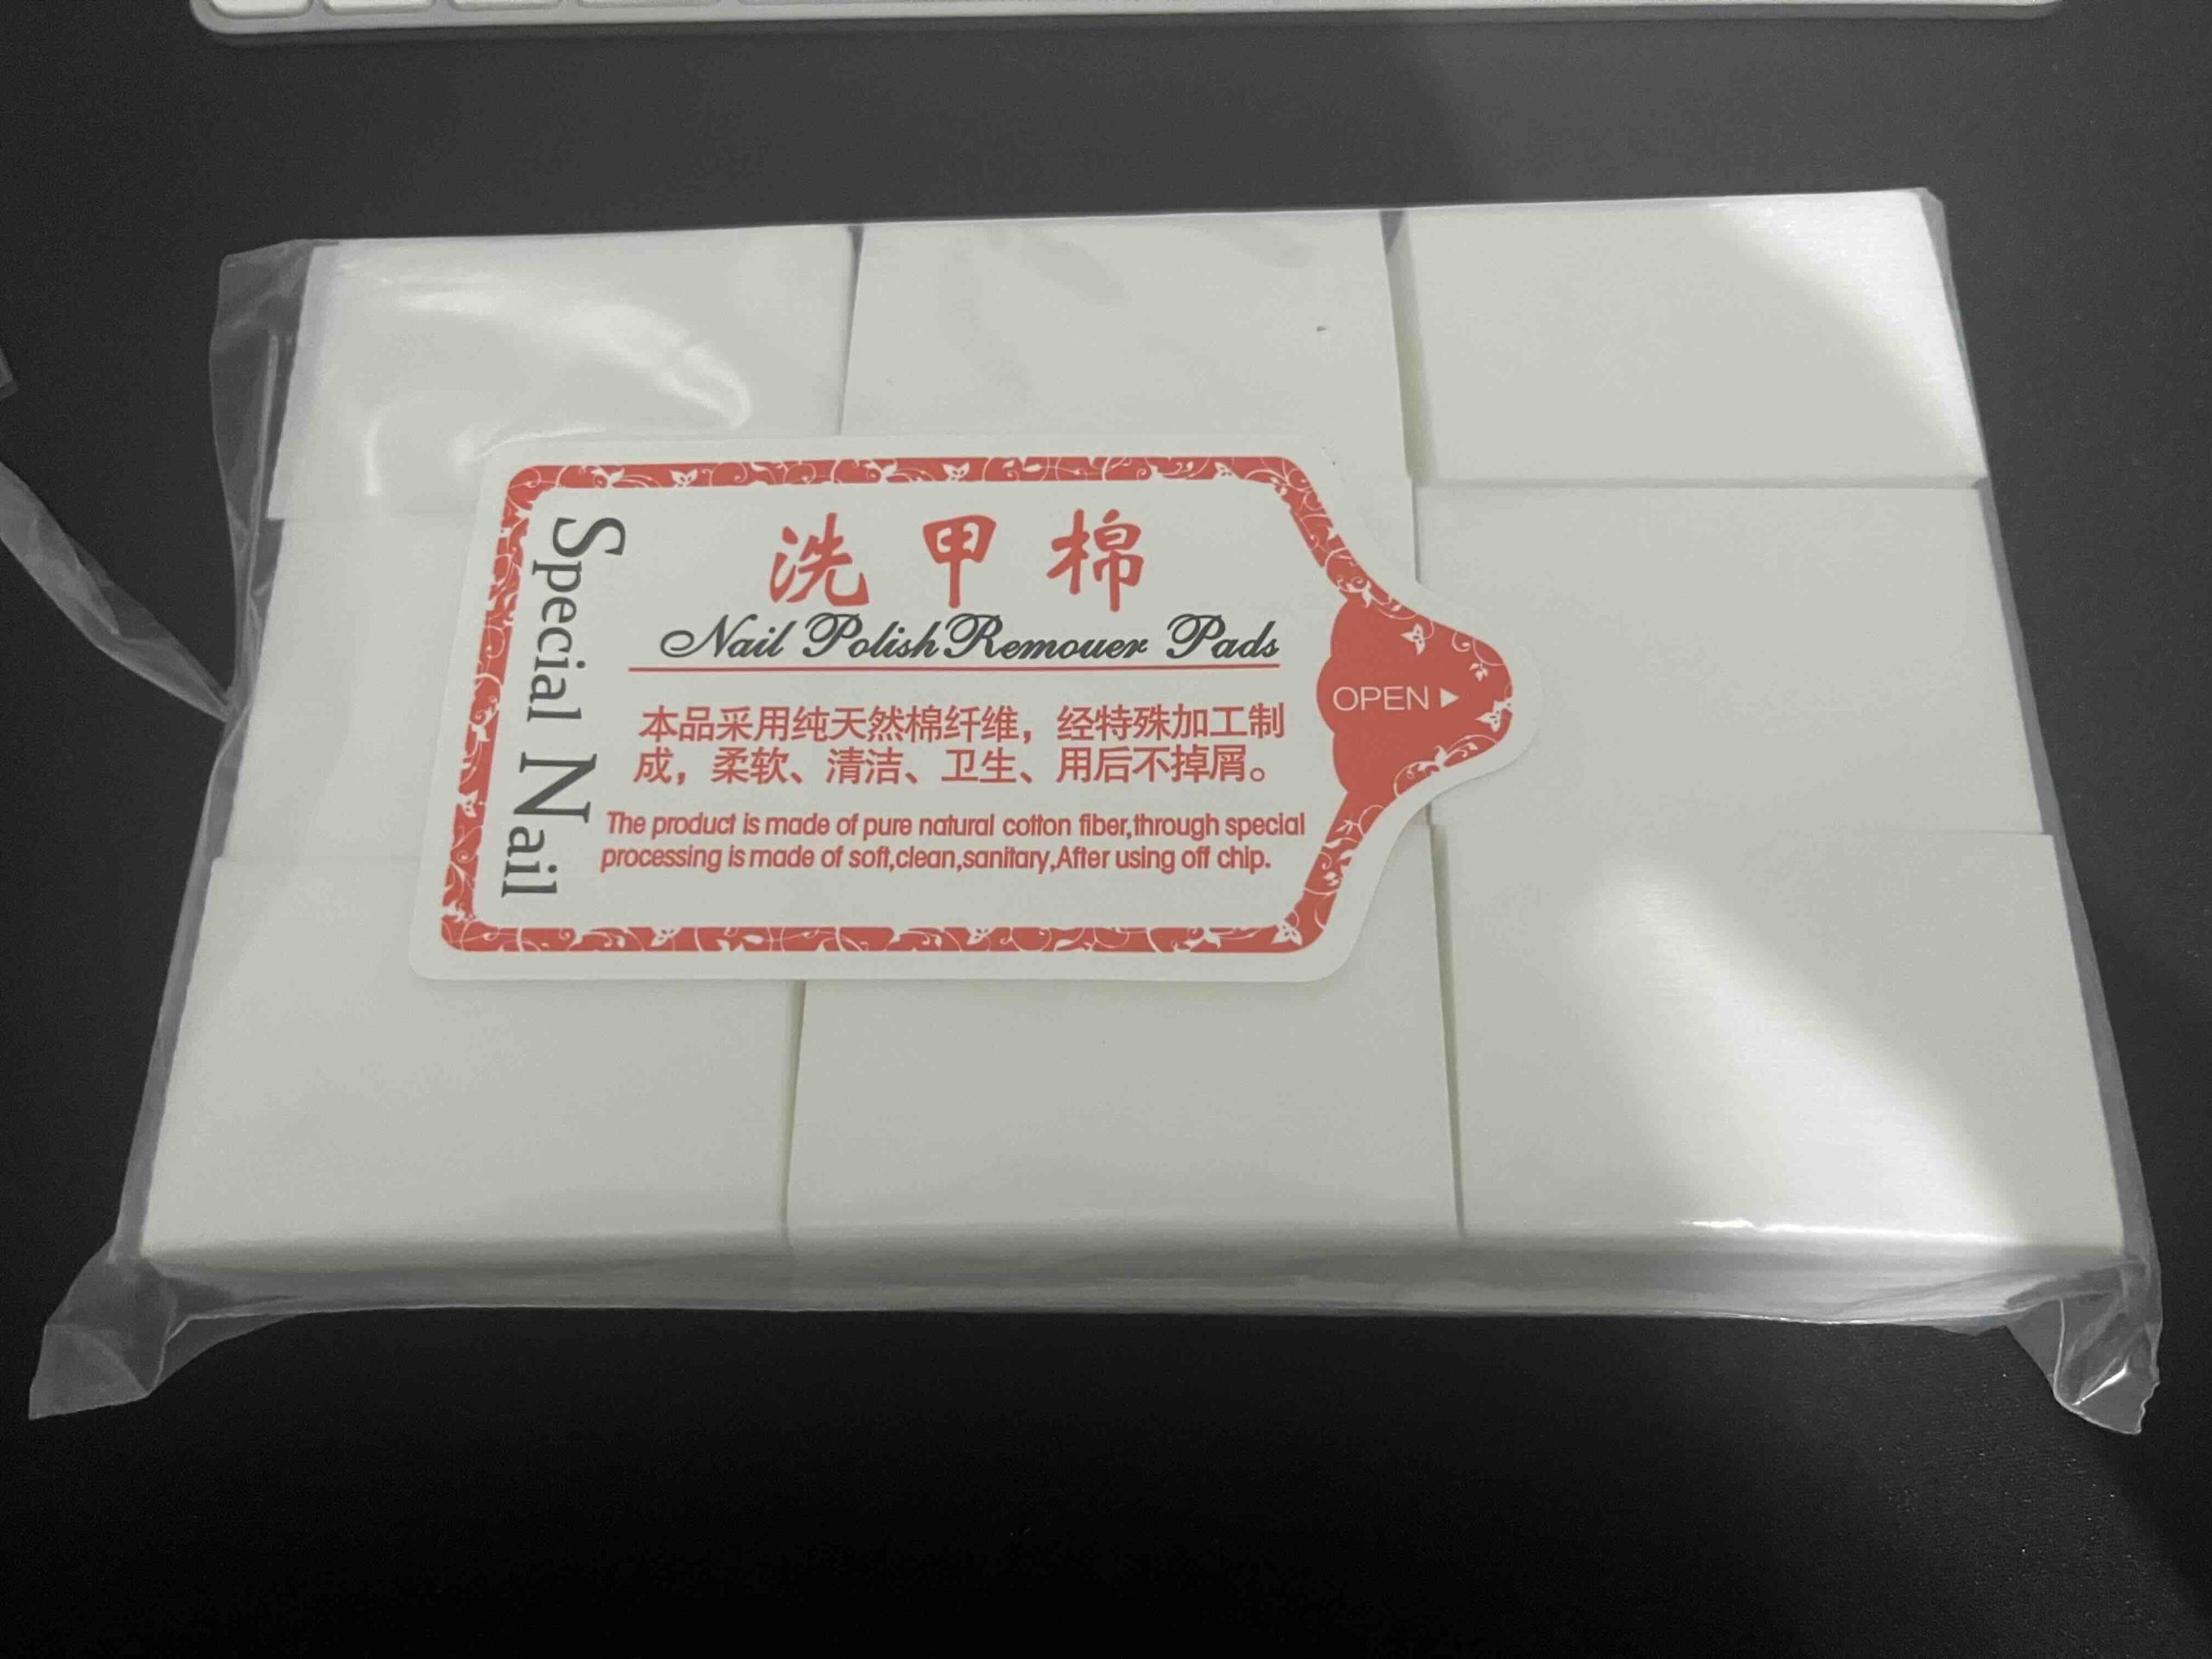 洗甲棉
Nail Polish Remouer Pads
本品采用纯天然棉纤维，经特殊加工制
成，柔软、清洁、卫生、用后不掉屑。
The product is made of pure natural cotton fiber,through special
processing is made of soft,clean,sanitary,After using off chip.
Special Nail
OPEN